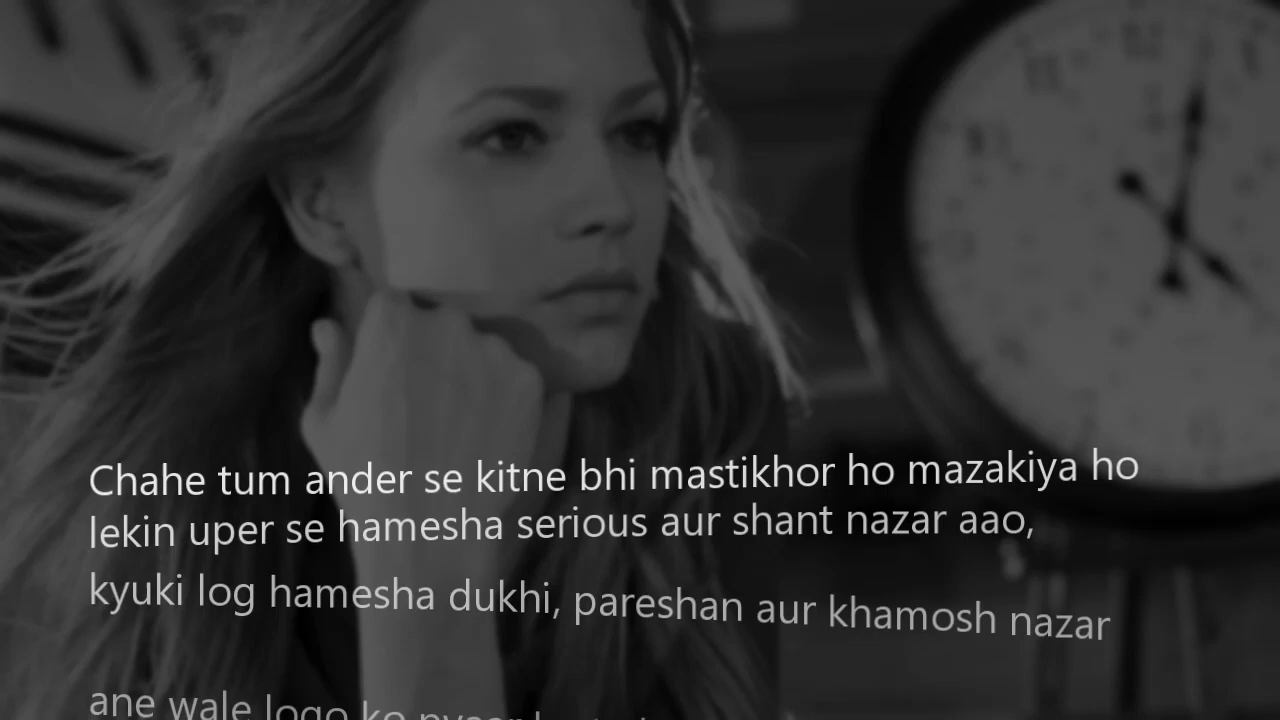 Chahe tum ander se kitne bhi mastikhor ho mazakiya ho
lekin uper se hamesha serious aur shant nazar aao,
kyuki log hamesha dukhi, pareshan aur khamosh nazar
ane wale logo ko